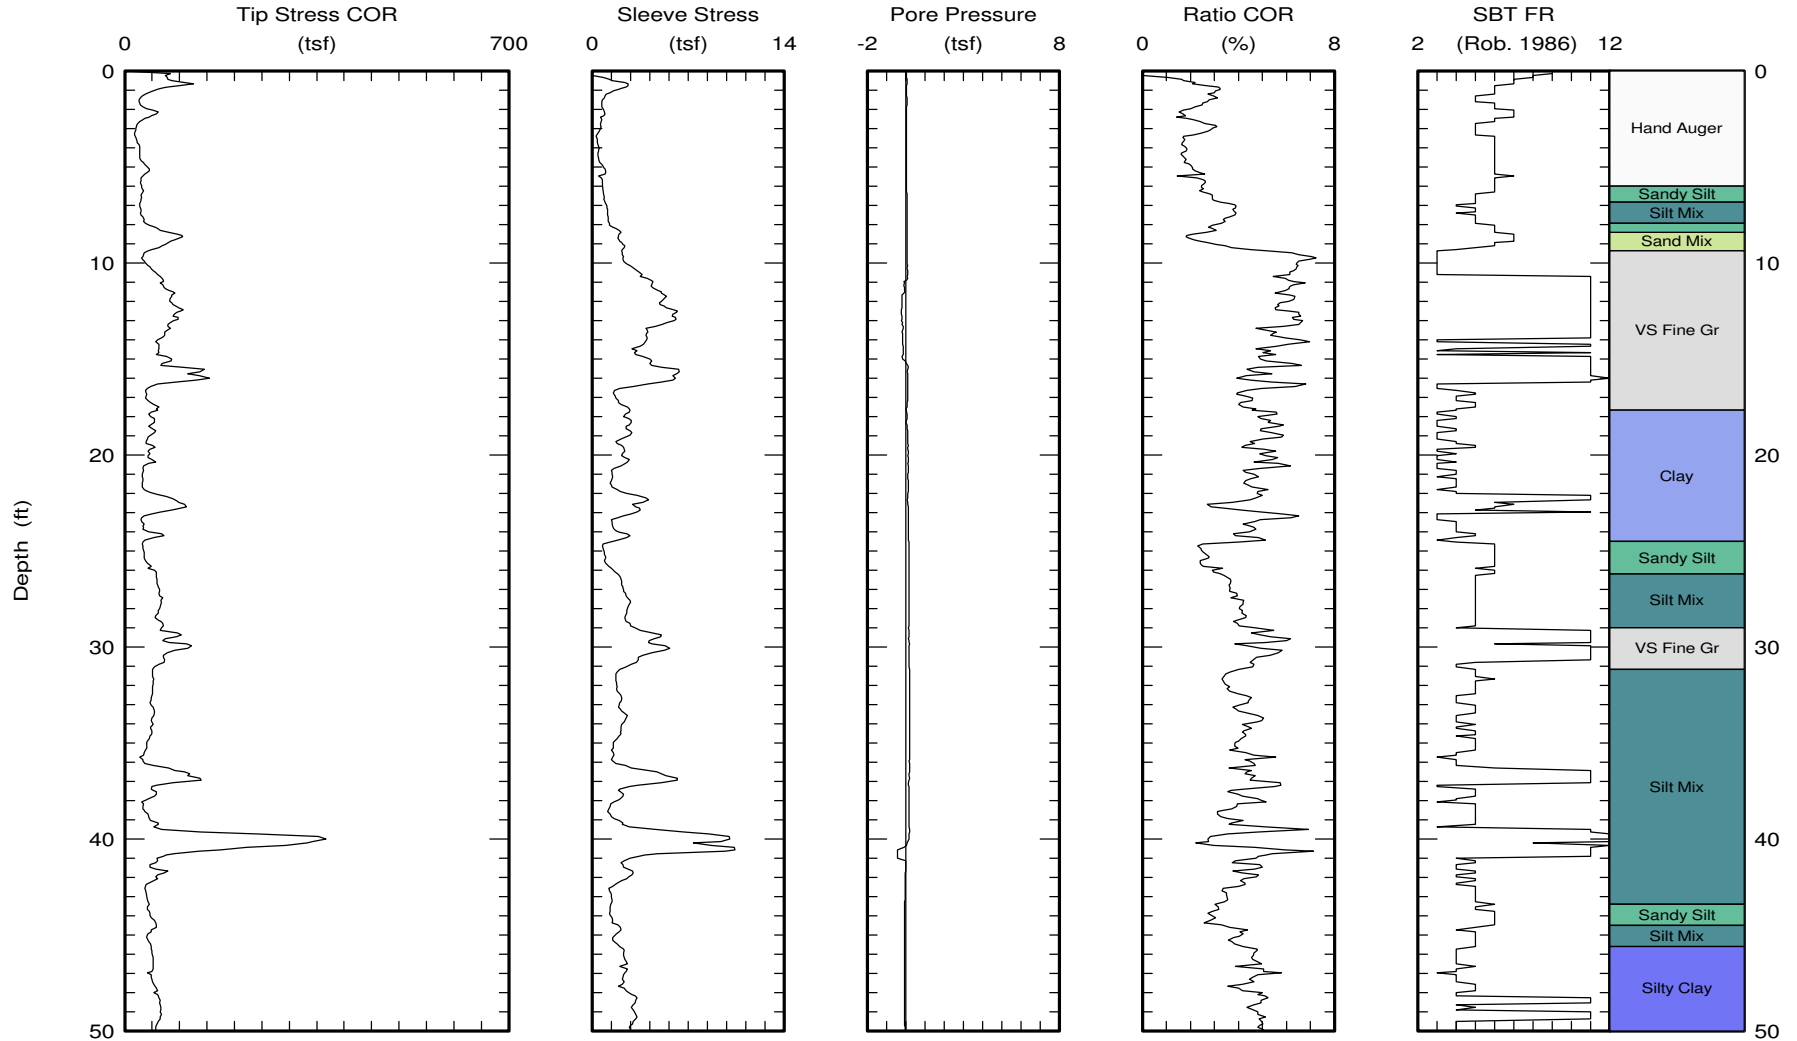 Tip Stress COR Sleeve Stress Pore Pressure Ratio COR SBT FR
0 (tsf) 700 0 (tsf) 14 -2 (tsf) 8 0 (%) 8 2 (Rob. 1986) 12
0 0
Hand Auger
Sandy Silt
Silt Mix
Sand Mix
10 10
VS Fine Gr
20 20
Clay
Depth (ft)
Sandy Silt
Silt Mix
30 VS Fine Gr 30
Silt Mix
40 40
Sandy Silt
Silt Mix
Silty Clay
50 50